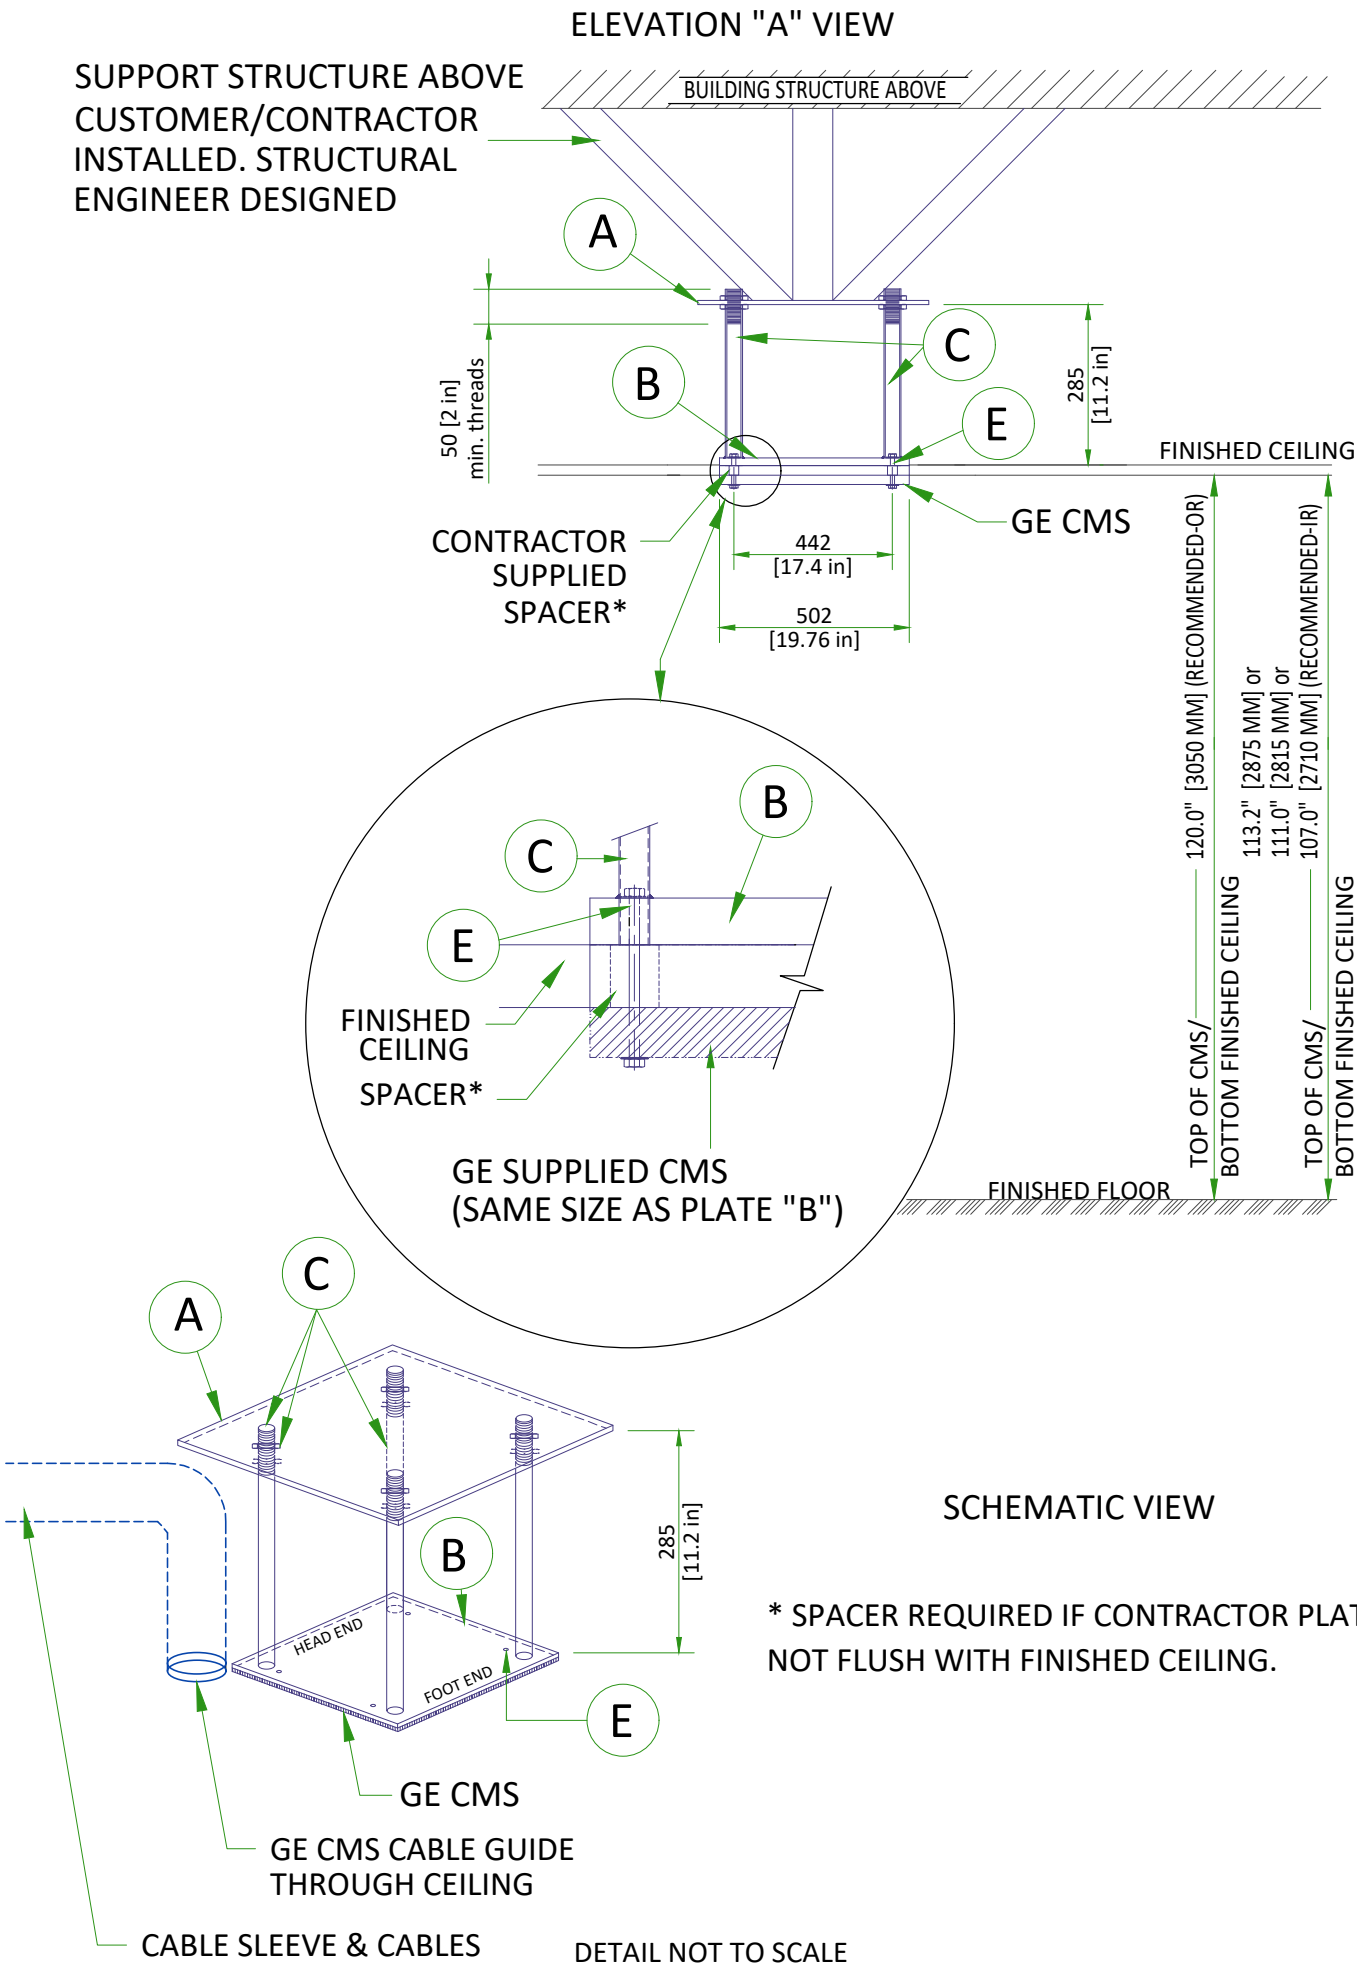 ELEVATION "A" VIEW
SUPPORT STRUCTURE ABOVE
CUSTOMER/CONTRACTOR
INSTALLED. STRUCTURAL
ENGINEER DESIGNED
BUILDING STRUCTURE ABOVE
A
C
B
E
50 [2 in]
min. threads
285
[11.2 in]
FINISHED CEILING
GE CMS
CONTRACTOR
SUPPLIED
SPACER*
442
[17.4 in]
502
[19.76 in]
TOP OF CMS/
BOTTOM FINISHED CEILING
120.0" [3050 MM] (RECOMMENDED-OR)
113.2" [2875 MM] or
111.0" [2815 MM] or
107.0" [2710 MM] (RECOMMENDED-IR)
TOP OF CMS/
BOTTOM FINISHED CEILING
B
C
E
FINISHED
CEILING
SPACER*
GE SUPPLIED CMS
(SAME SIZE AS PLATE "B")
FINISHED FLOOR
C
A
B
285
[11.2 in]
HEAD END
FOOT END
E
SCHEMATIC VIEW
* SPACER REQUIRED IF CONTRACTOR PLAT
NOT FLUSH WITH FINISHED CEILING.
GE CMS
GE CMS CABLE GUIDE
THROUGH CEILING
CABLE SLEEVE & CABLES
DETAIL NOT TO SCALE